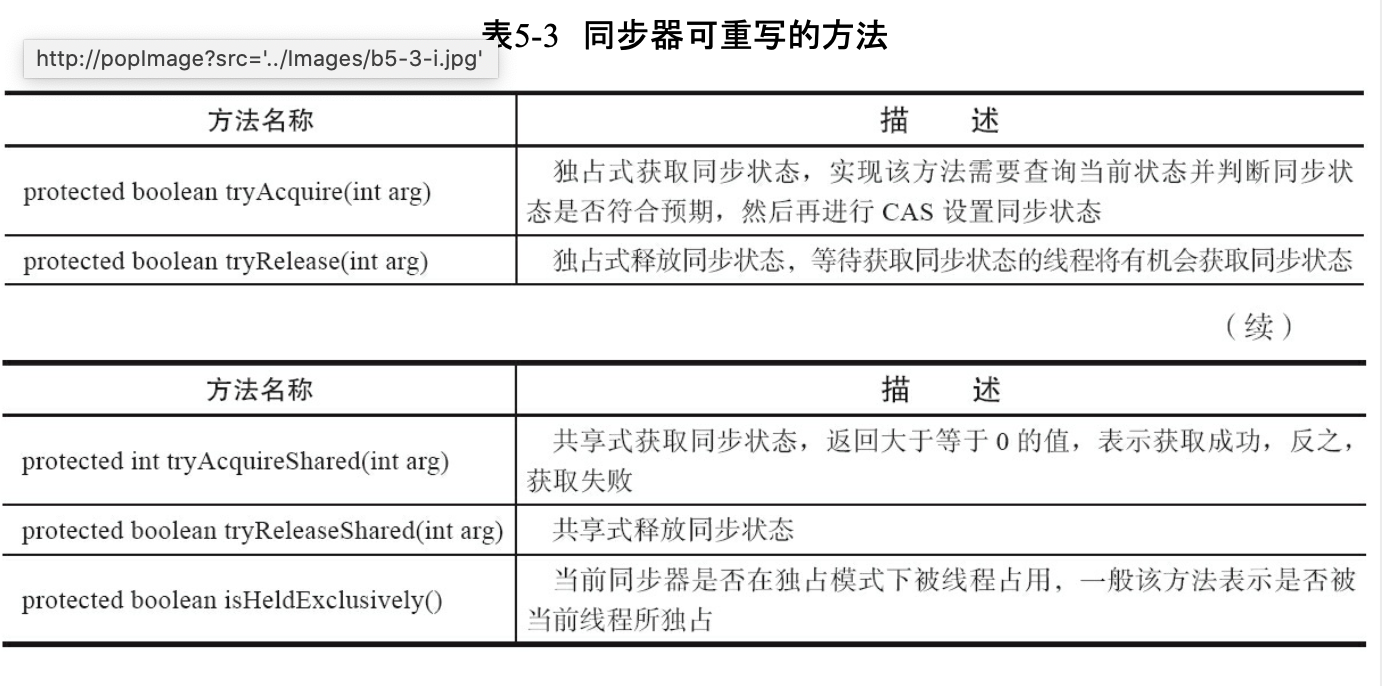 表5-3 同步器可重写的方法
http://popImage?src='../Images/b5-3-i.jpg'
方法名称
描 述
protected boolean tryAcquire(int arg)
独占式获取同步状态，实现该方法需要查询当前状态并判断同步状
态是否符合预期，然后再进行 CAS 设置同步状态
protected boolean tryRelease(int arg)
独占式释放同步状态，等待获取同步状态的线程将有机会获取同步状态
（续）
方法名称
描 述
protected int tryAcquireShared(int arg)
共享式获取同步状态，返回大于等于 0 的值，表示获取成功，反之，
获取失败
protected boolean tryReleaseShared(int arg)
共享式释放同步状态
protected boolean isHeldExclusively()
当前同步器是否在独占模式下被线程占用，一般该方法表示是否被
当前线程所独占